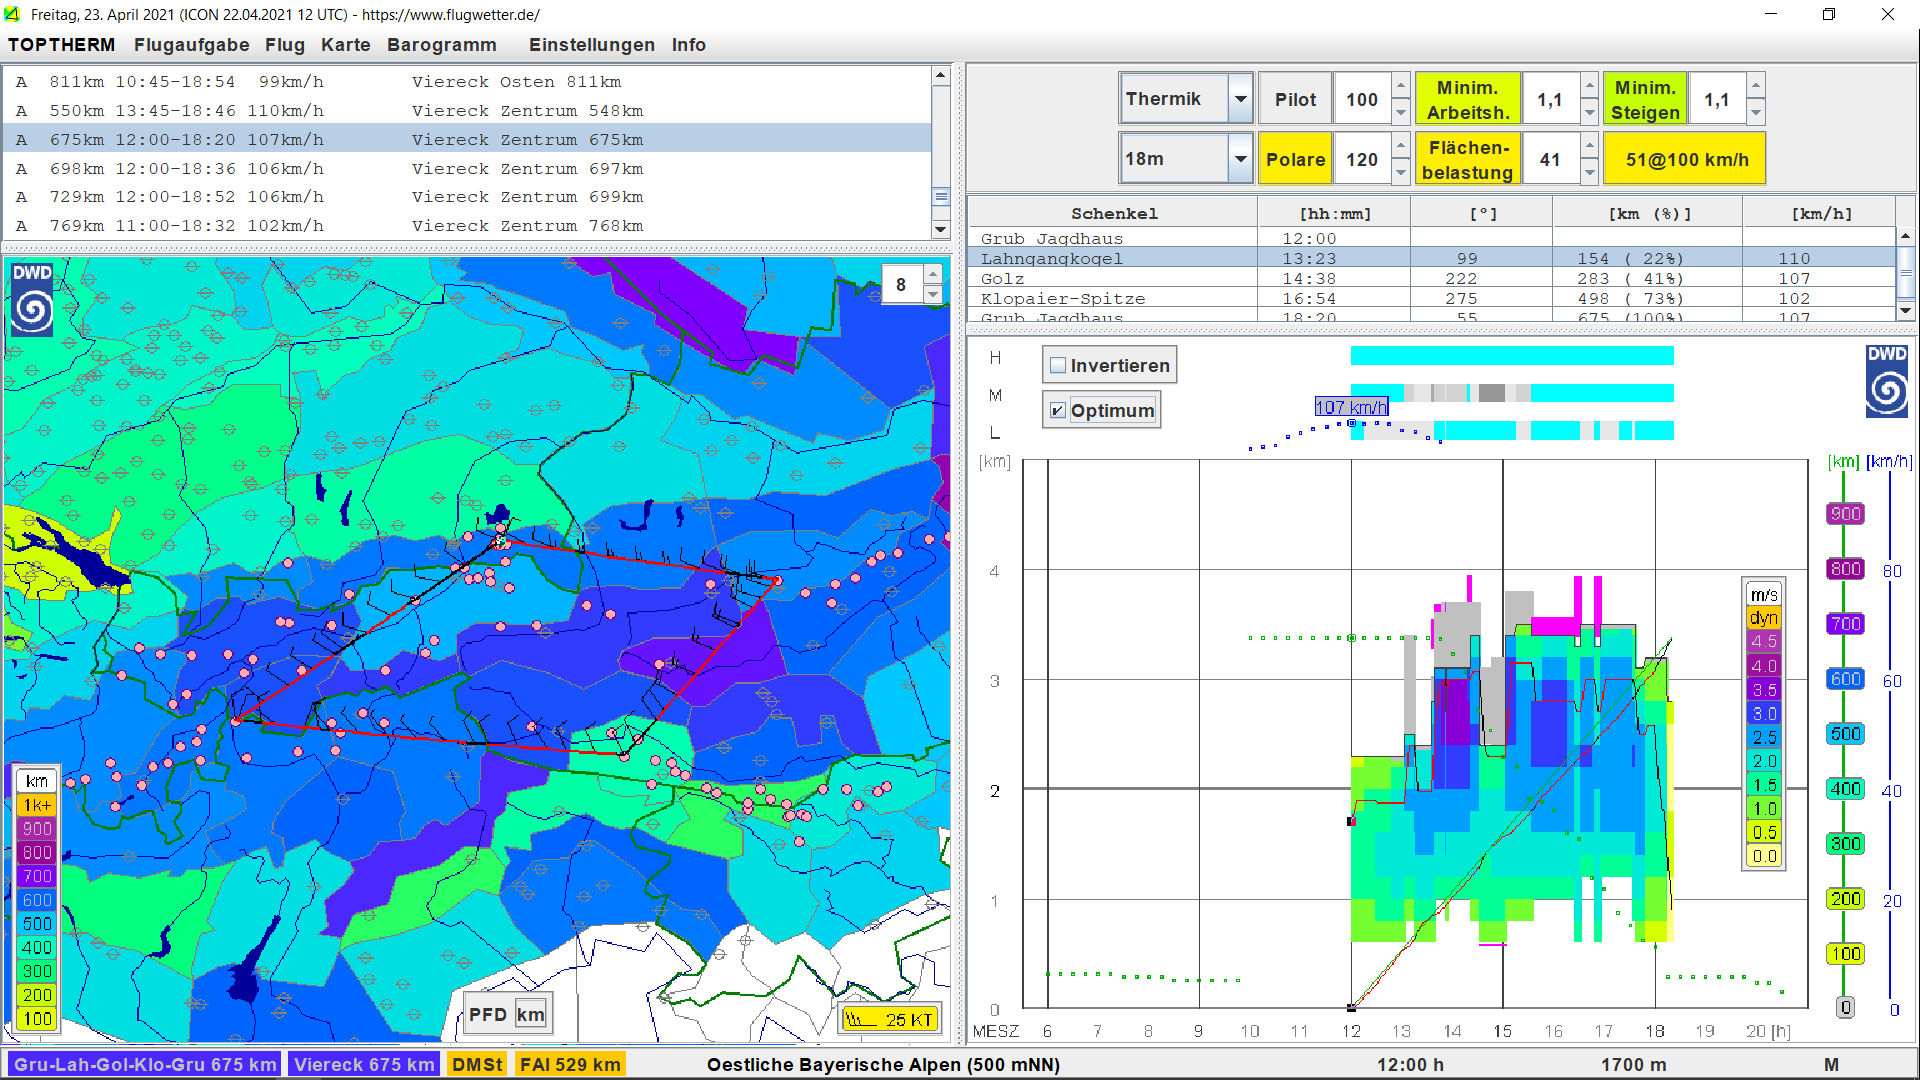 Freitag, 23. April 2021 (ICON 22.04.2021 12 UTC) - https://www.flugwetter.de/
TOPTHERM Flugaufgabe Flug Karte Barogramm Einstellungen Info
A 811km 10:45-18:54 99km/h Viereck Osten 811km
A 550km 13:45-18:46 110km/h Viereck Zentrum 548km
A 675km 12:00-18:20 107km/h Viereck Zentrum 675km
A 698km 12:00-18:36 106km/h Viereck Zentrum 697km
A 729km 12:00-18:52 106km/h Viereck Zentrum 699km
A 769km 11:00-18:32 102km/h Viereck Zentrum 768km
Thermik Pilot 100 Minim. Arbeitsh. 1,1 Minim. Steigen 1,1
18m Polare 120 Flächen-belastung 41 51@100 km/h
Schenkel [hh:mm] [°] [km (%)] [km/h]
Grub Jagdhaus 12:00
Lahngangkogel 13:23 99 154 ( 22%) 110
Golz 14:38 222 283 ( 41%) 107
Klopaier-Spitze 16:54 275 498 ( 73%) 102
Grub Jagdhaus 18:20 55 675 (100%) 107
DWD
8
km
1k+
900
800
700
600
500
400
300
200
100
PFD km
25 KT
H
M
L
Invertieren
Optimum
107 km/h
DWD
[km]
4
3
2
1
0
MESZ 6 7 8 9 10 11 12 13 14 15 16 17 18 19 20 [h]
m/s
dyn
4.5
4.0
3.5
3.0
2.5
2.0
1.5
1.0
0.5
0.0
[km] [km/h]
900
800 80
700
600 60
500
400 40
300
200 20
100
0 0
Gru-Lah-Gol-Klo-Gru 675 km Viereck 675 km DMSt FAI 529 km Oestliche Bayerische Alpen (500 mNN) 12:00 h 1700 m M